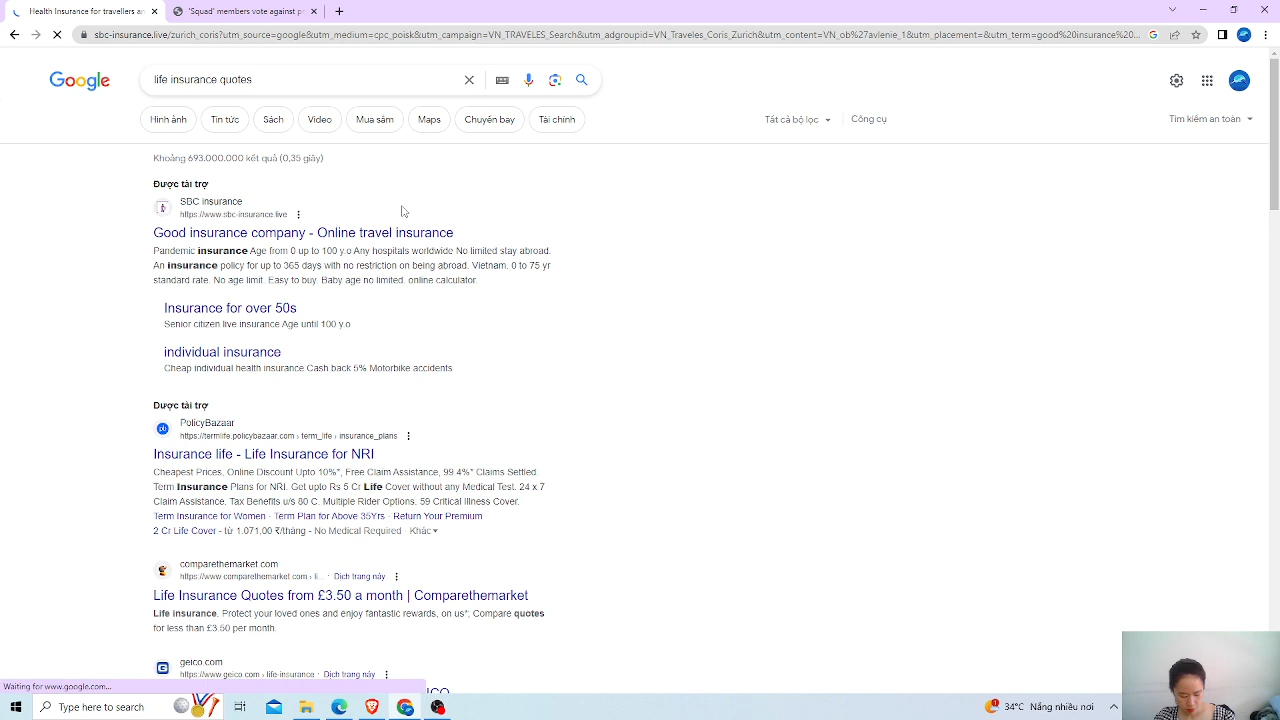 Health Insurance for travellers an
'Squad' members vote against pr
sbc-insurance.live/zurich_coris?utm_source=google&utm_medium=cpc_poisk&utm_campaign=VN_TRAVELES_Search&utm_adgroupid=VN_Traveles_Coris_Zurich&utm_content=VN_ob%27avlenie_1&utm_placement=&utm_term=good%20insurance%20...
Google
life insurance quotes
Hình ảnh
Tin tức
Sách
Video
Mua sắm
Maps
Chuyến bay
Tài chính
Tất cả bộ lọc
Công cụ
Tìm kiếm an toàn
Khoảng 693.000.000 kết quả (0,35 giây)
Được tài trợ
SBC insurance
https://www.sbc-insurance.live
Good insurance company - Online travel insurance
Pandemic insurance Age from 0 up to 100 y.o Any hospitals worldwide No limited stay abroad.
An insurance policy for up to 365 days with no restriction on being abroad. Vietnam. 0 to 75 yr
standard rate. No age limit. Easy to buy. Baby age no limited. online calculator.
Insurance for over 50s
Senior citizen live insurance Age until 100 y.o
individual insurance
Cheap individual health insurance Cash back 5% Motorbike accidents
Được tài trợ
PolicyBazaar
https://termlife.policybazaar.com › term_life › insurance_plans
Insurance life - Life Insurance for NRI
Cheapest Prices, Online Discount Upto 10%*, Free Claim Assistance, 99.4%* Claims Settled.
Term Insurance Plans for NRI. Get upto Rs 5 Cr Life Cover without any Medical Test. 24 x 7
Claim Assistance. Tax Benefits u/s 80 C. Multiple Rider Options. 59 Critical Illness Cover.
Term Insurance for Women · Term Plan for Above 35Yrs · Return Your Premium
2 Cr Life Cover - từ 1.071,00 ₹/tháng - No Medical Required · Khác
comparethemarket.com
https://www.comparethemarket.com › li... · Dịch trang này
Life Insurance Quotes from £3.50 a month | Comparethemarket
Life insurance. Protect your loved ones and enjoy fantastic rewards, on us*; Compare quotes
for less than £3.50 per month.
geico.com
https://www.geico.com › life-insurance · Dịch trang này
Waiting for www.google.com...
Type here to search
34°C Nắng nhiều nơi